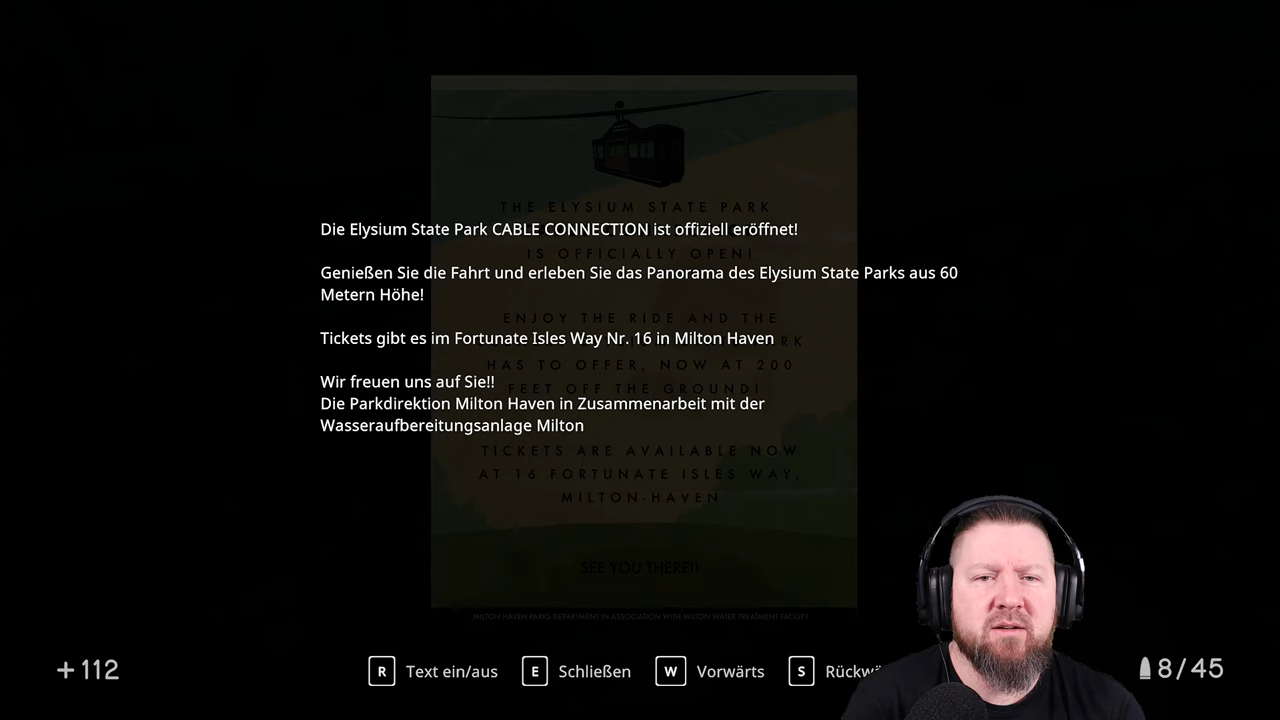 THE ELYSIUM STATE PARK
Die Elysium State Park CABLE CONNECTION ist offiziell eröffnet!
IS OFFICIALLY OPEN!
Genießen Sie die Fahrt und erleben Sie das Panorama des Elysium State Parks aus 60
Metern Höhe!
ENJOY THE RIDE AND THE
Tickets gibt es im Fortunate Isles Way Nr. 16 in Milton Haven
HAS TO OFFER, NOW AT 200
Wir freuen uns auf Sie!!
FEET OFF THE GROUND!
Die Parkdirektion Milton Haven in Zusammenarbeit mit der
Wasseraufbereitungsanlage Milton
TICKETS ARE AVAILABLE NOW
AT 16 FORTUNATE ISLES WAY,
MILTON-HAVEN
SEE YOU THERE!!
MILTON HAVEN PARKS DEPARTMENT IN ASSOCIATION WITH MILTON WATER TREATMENT FACILITY
+112
R Text ein/aus E Schließen W Vorwärts S Rückwä
8/45